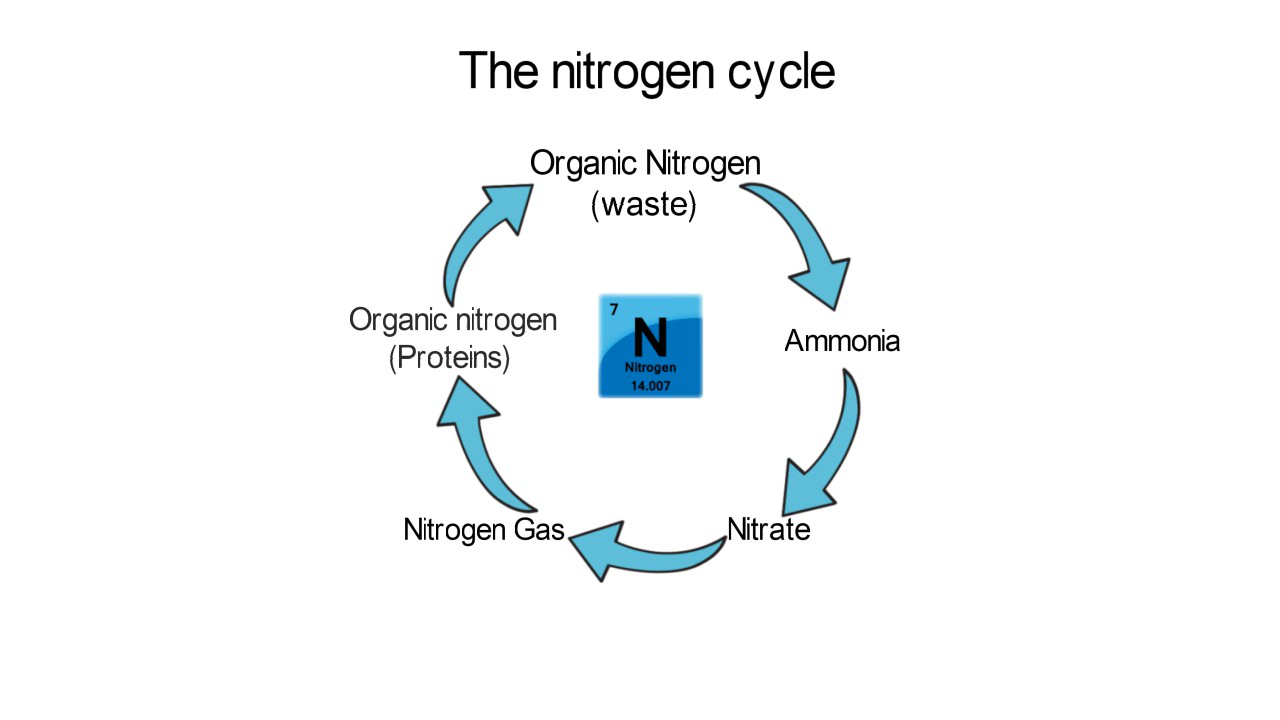 The nitrogen cycle
Organic Nitrogen
(waste)
Organic nitrogen
(Proteins)
7
N
Nitrogen
14.007
Ammonia
Nitrogen Gas
Nitrate